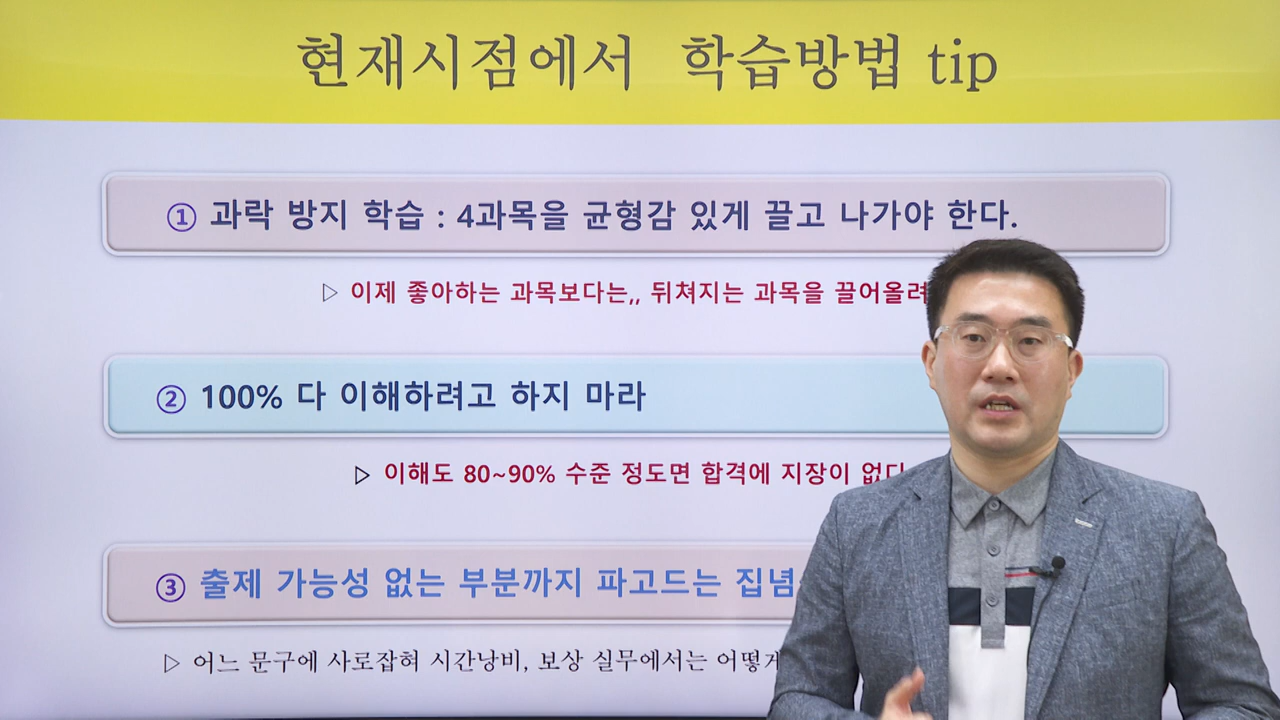 현재시점에서 학습방법 tip
① 과락 방지 학습 : 4과목을 균형감 있게 끌고 나가야 한다.
▷ 이제 좋아하는 과목보다는,, 뒤쳐지는 과목을 끌어올려
② 100% 다 이해하려고 하지 마라
▷ 이해도 80~90% 수준 정도면 합격에 지장이 없다
③ 출제 가능성 없는 부분까지 파고드는 집념
▷ 어느 문구에 사로잡혀 시간낭비, 보상 실무에서는 어떻게